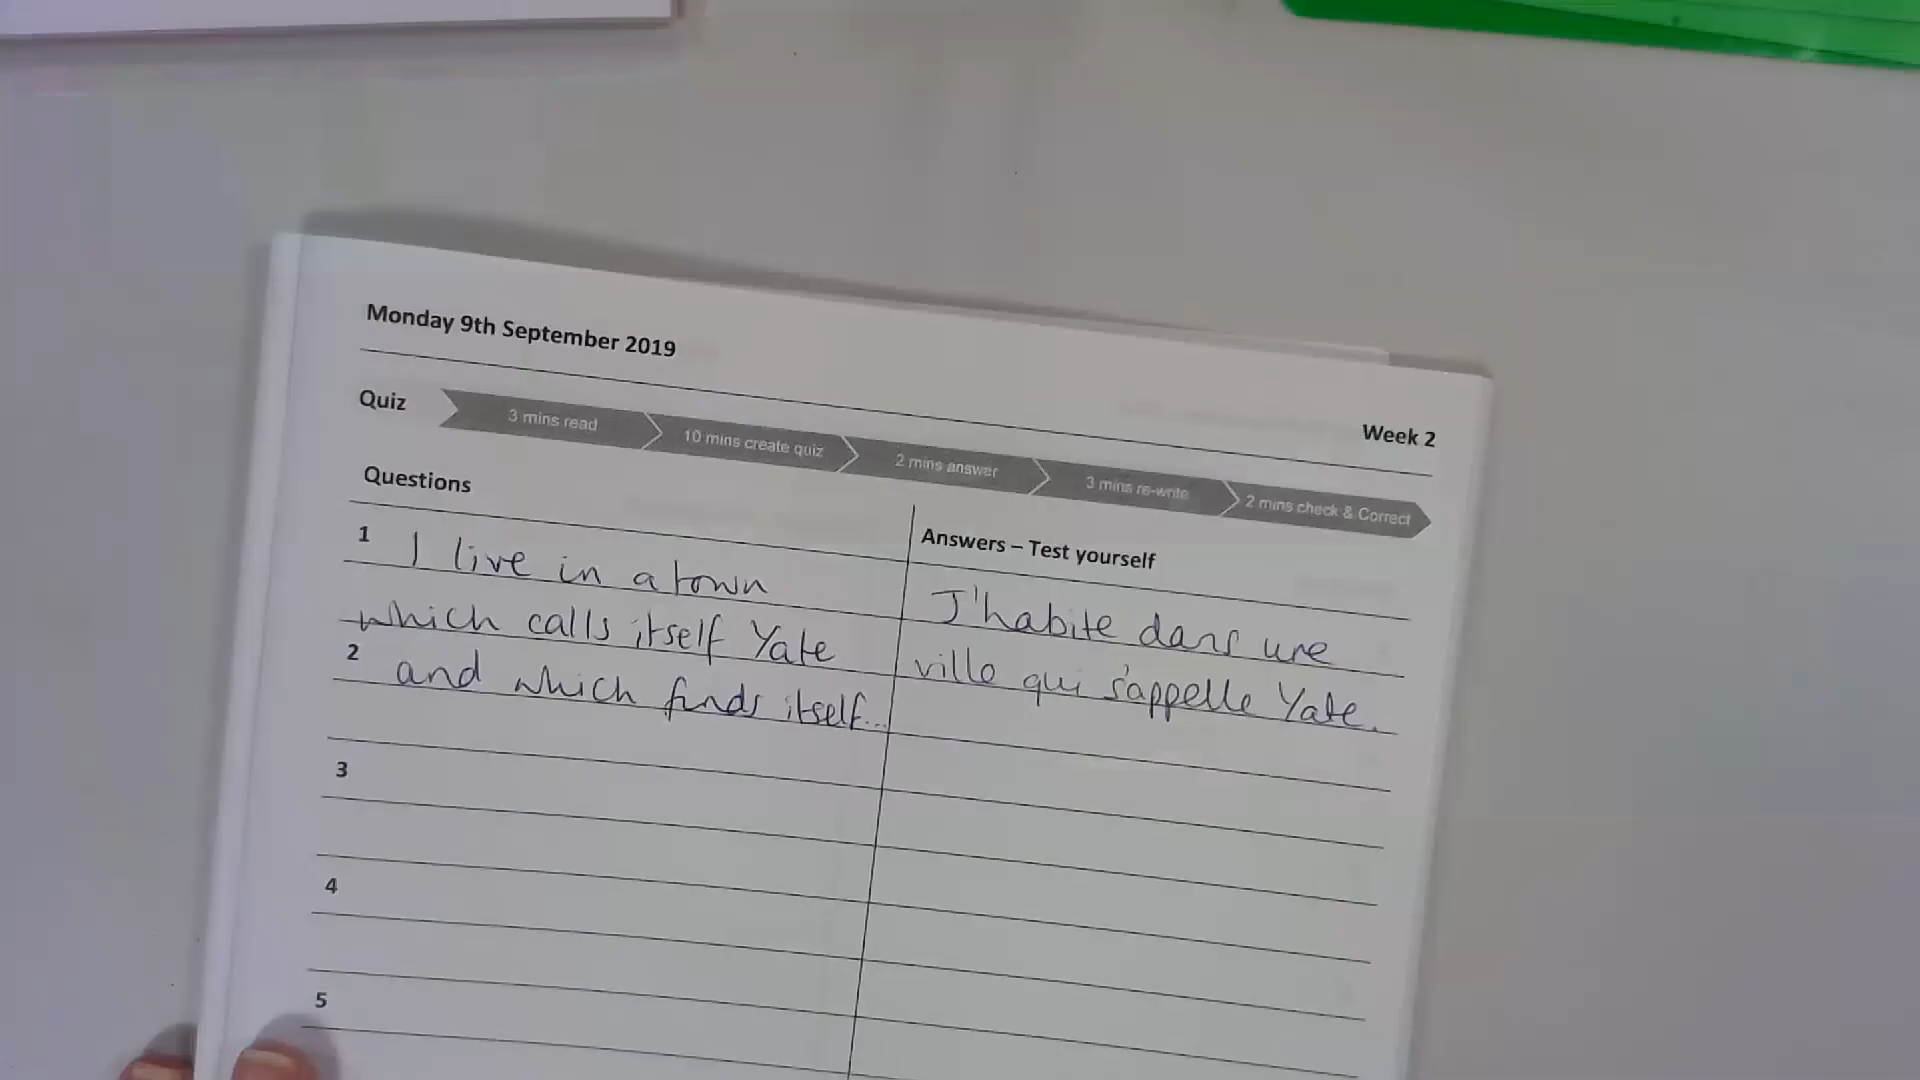 Monday 9th September 2019
Week 2
Quiz
3 mins read
10 mins create quiz
2 mins answer
3 mins re-write
2 mins check & Correct
Questions
Answers – Test yourself
1 I live in a town
which calls itself Yate
2 and which finds itself...
J'habite dans une
ville qui s'appelle Yate.
3
4
5